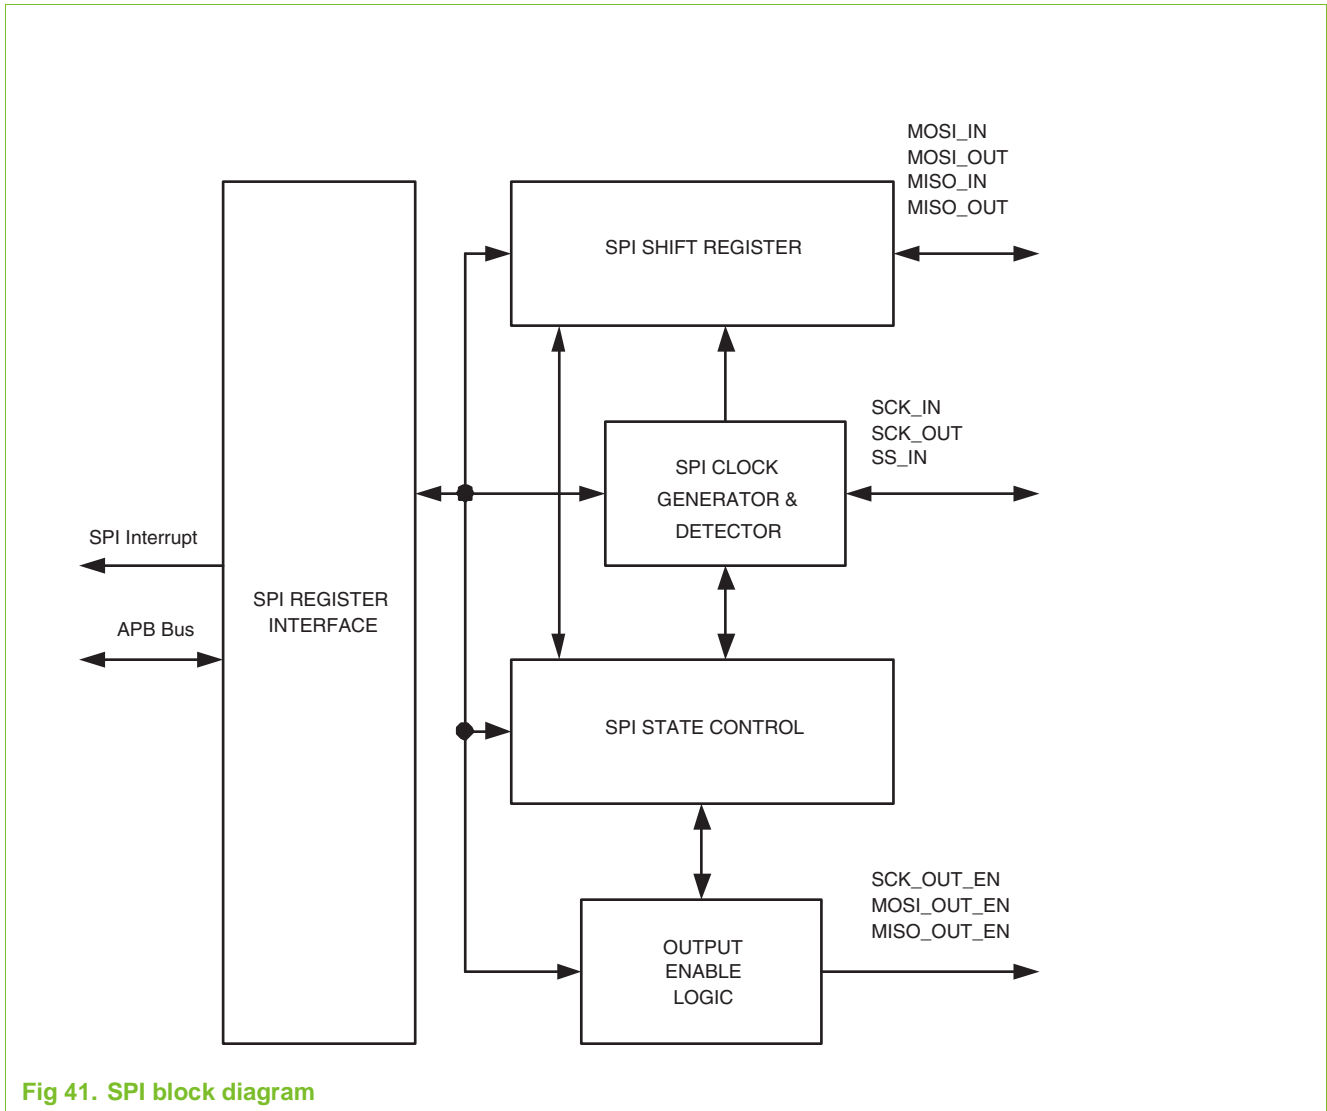 MOSI_IN
MOSI_OUT
MISO_IN
MISO_OUT
SPI SHIFT REGISTER
SCK_IN
SCK_OUT
SS_IN
SPI CLOCK
GENERATOR &
DETECTOR
SPI Interrupt
APB Bus
SPI REGISTER
INTERFACE
SPI STATE CONTROL
SCK_OUT_EN
MOSI_OUT_EN
MISO_OUT_EN
OUTPUT
ENABLE
LOGIC
Fig 41. SPI block diagram